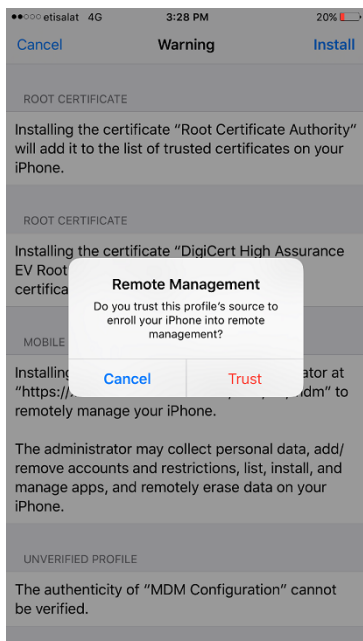 etisalat 4G 3:28 PM 20%
Cancel Warning Install
ROOT CERTIFICATE
Installing the certificate “Root Certificate Authority”
will add it to the list of trusted certificates on your
iPhone.
ROOT CERTIFICATE
Installing the certificate “DigiCert High Assurance
EV Root
certifica
Remote Management
Do you trust this profile’s source to
enroll your iPhone into remote
management?
Cancel Trust
MOBILE
Installing ator at
“https:// dm” to
remotely manage your iPhone.
The administrator may collect personal data, add/
remove accounts and restrictions, list, install, and
manage apps, and remotely erase data on your
iPhone.
UNVERIFIED PROFILE
The authenticity of “MDM Configuration” cannot
be verified.